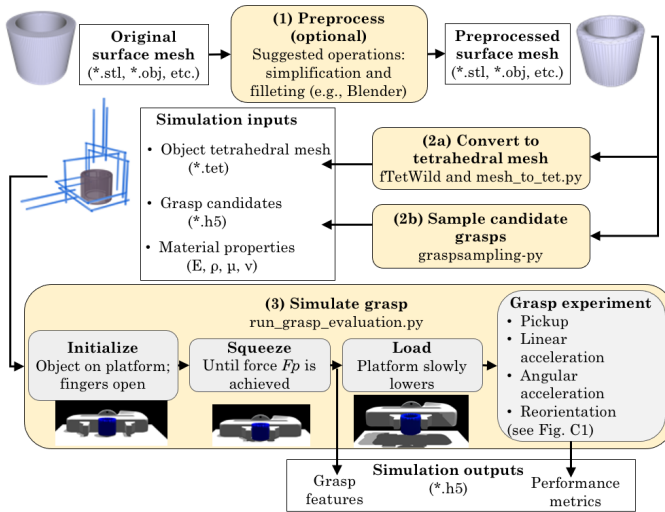 Original
surface mesh
(*.stl, *.obj, etc.)
(1) Preprocess
(optional)
Suggested operations:
simplification and
filleting (e.g., Blender)
Preprocessed
surface mesh
(*.stl, *.obj, etc.)
Simulation inputs
• Object tetrahedral mesh
(*.tet)
• Grasp candidates
(*.h5)
• Material properties
(E, ρ, μ, ν)
(2a) Convert to
tetrahedral mesh
fTetWild and mesh_to_tet.py
(2b) Sample candidate
grasps
graspsampling-py
(3) Simulate grasp
run_grasp_evaluation.py
Initialize
Object on platform;
fingers open
Squeeze
Until force Fp is
achieved
Load
Platform slowly
lowers
Grasp experiment
• Pickup
• Linear
acceleration
• Angular
acceleration
• Reorientation
(see Fig. C1)
Simulation outputs
(*.h5)
Grasp
features
Performance
metrics